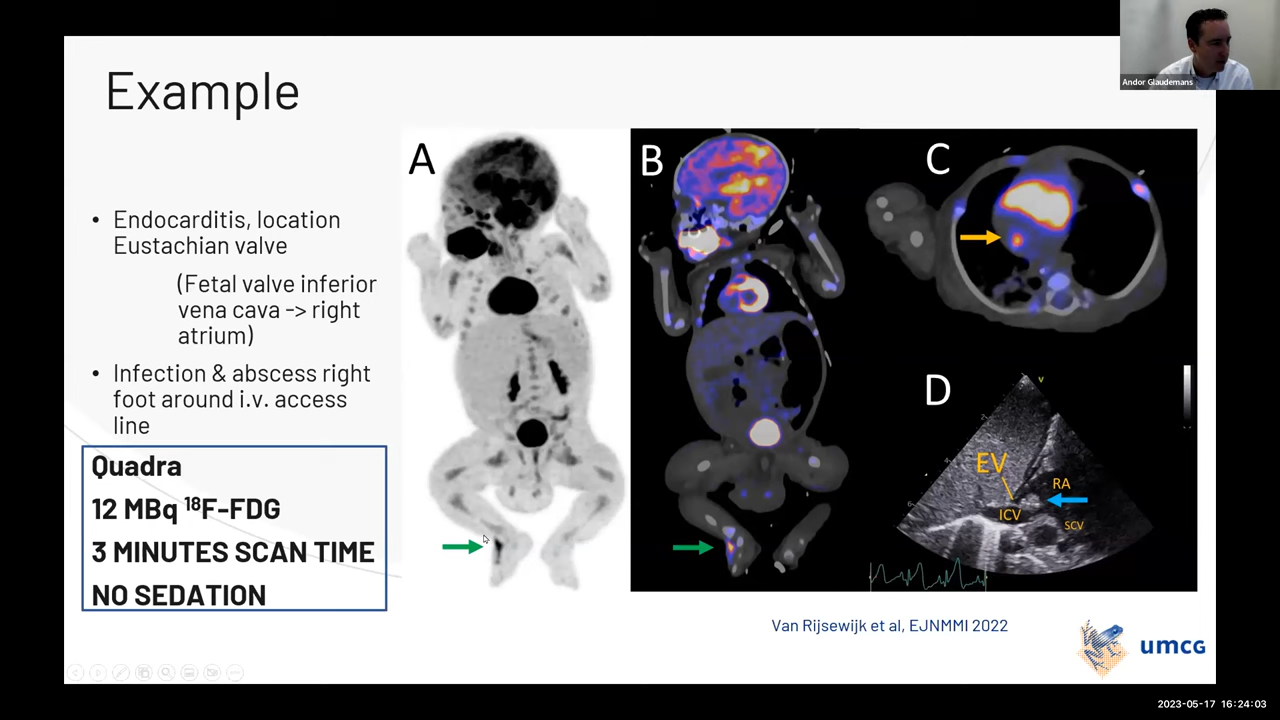 Andor Glaudemans
Example
• Endocarditis, location
Eustachian valve
(Fetal valve inferior
vena cava -> right
atrium)
• Infection & abscess right
foot around i.v. access
line
Quadra
12 MBq ¹⁸F-FDG
3 MINUTES SCAN TIME
NO SEDATION
A
B
C
D
V
EV
RA
ICV
SCV
Van Rijsewijk et al, EJNMMI 2022
umcg
2023-05-17 16:24:03